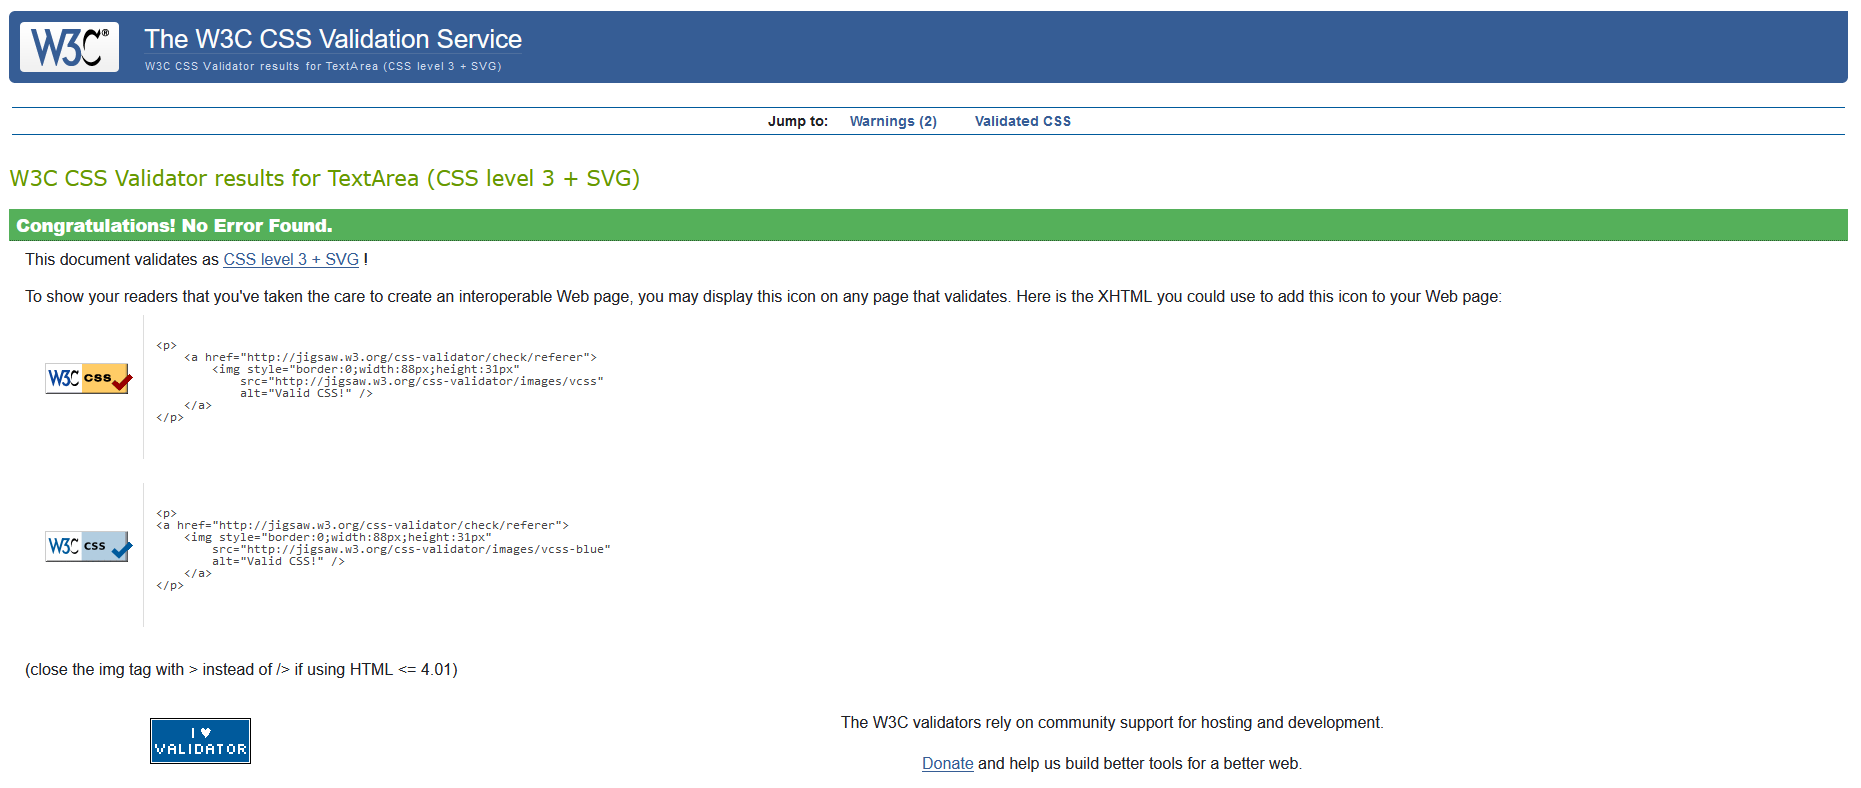 W3C®
The W3C CSS Validation Service
W3C CSS Validator results for TextArea (CSS level 3 + SVG)
Jump to: Warnings (2) Validated CSS
W3C CSS Validator results for TextArea (CSS level 3 + SVG)
Congratulations! No Error Found.
This document validates as CSS level 3 + SVG !
To show your readers that you've taken the care to create an interoperable Web page, you may display this icon on any page that validates. Here is the XHTML you could use to add this icon to your Web page:
W3C css
<p>
<a href="http://jigsaw.w3.org/css-validator/check/referer">
<img style="border:0;width:88px;height:31px"
src="http://jigsaw.w3.org/css-validator/images/vcss"
alt="Valid CSS!" />
</a>
</p>
W3C css
<p>
<a href="http://jigsaw.w3.org/css-validator/check/referer">
<img style="border:0;width:88px;height:31px"
src="http://jigsaw.w3.org/css-validator/images/vcss-blue"
alt="Valid CSS!" />
</a>
</p>
(close the img tag with > instead of /> if using HTML <= 4.01)
I ♥
VALIDATOR
The W3C validators rely on community support for hosting and development.
Donate and help us build better tools for a better web.